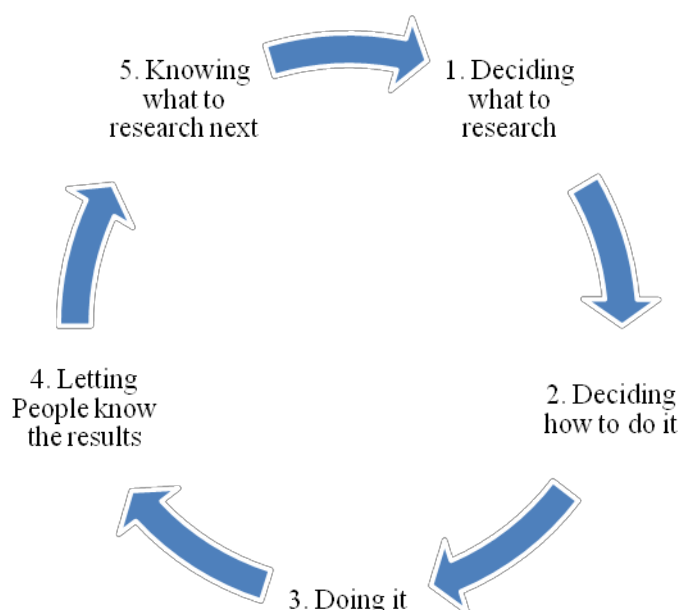 1. Deciding
what to
research
2. Deciding
how to do it
3. Doing it
4. Letting
People know
the results
5. Knowing
what to
research next